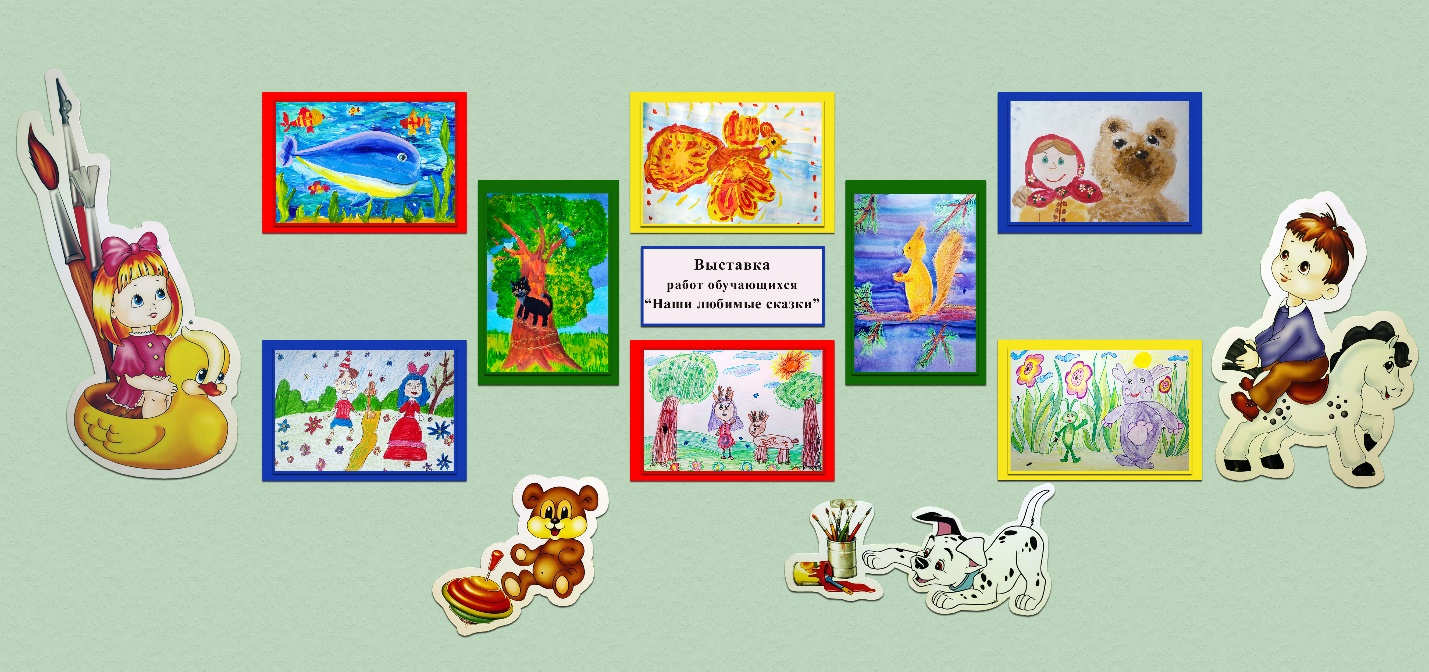 Выставка
работ обучающихся
“Наши любимые сказки”